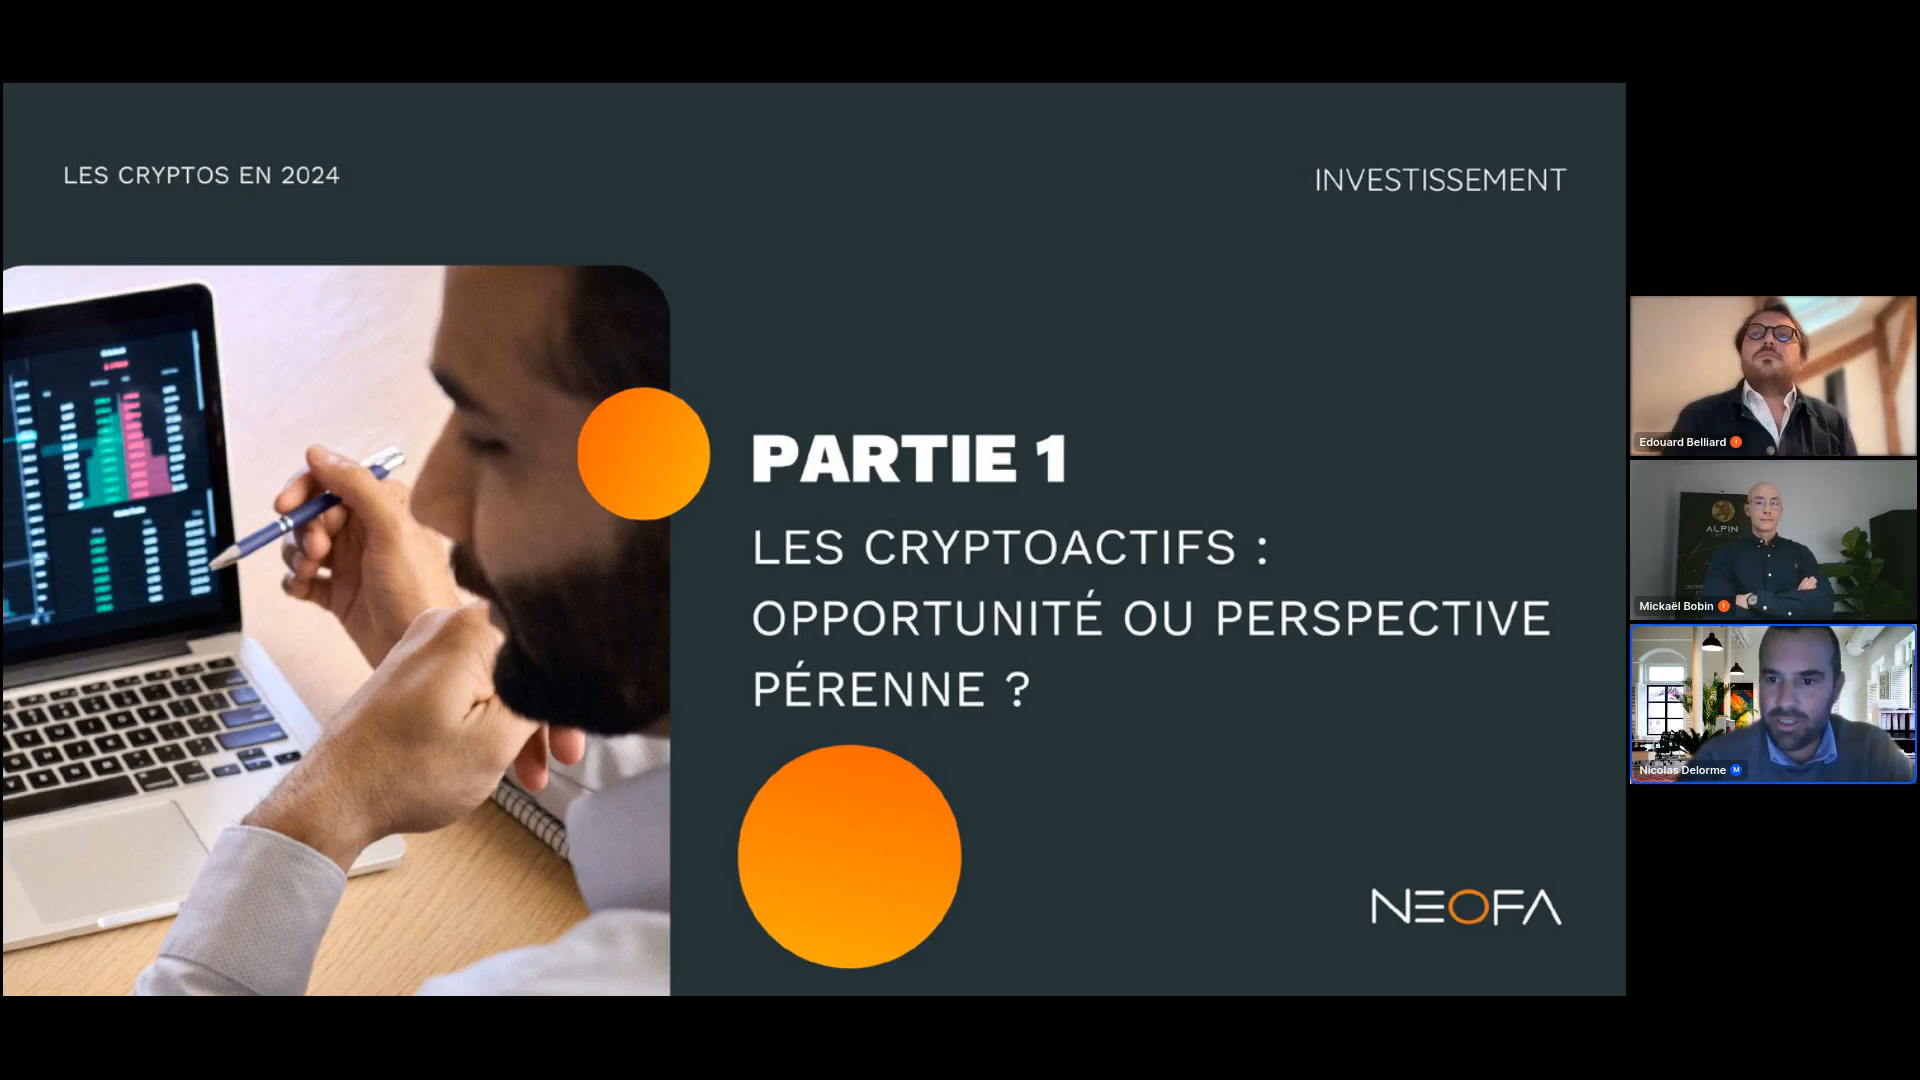 LES CRYPTOS EN 2024
INVESTISSEMENT
PARTIE 1
LES CRYPTOACTIFS :
OPPORTUNITÉ OU PERSPECTIVE
PÉRENNE ?
NEOFA
Edouard Belliard I
ALPIN
Mickaël Bobin I
Nicolas Delorme M